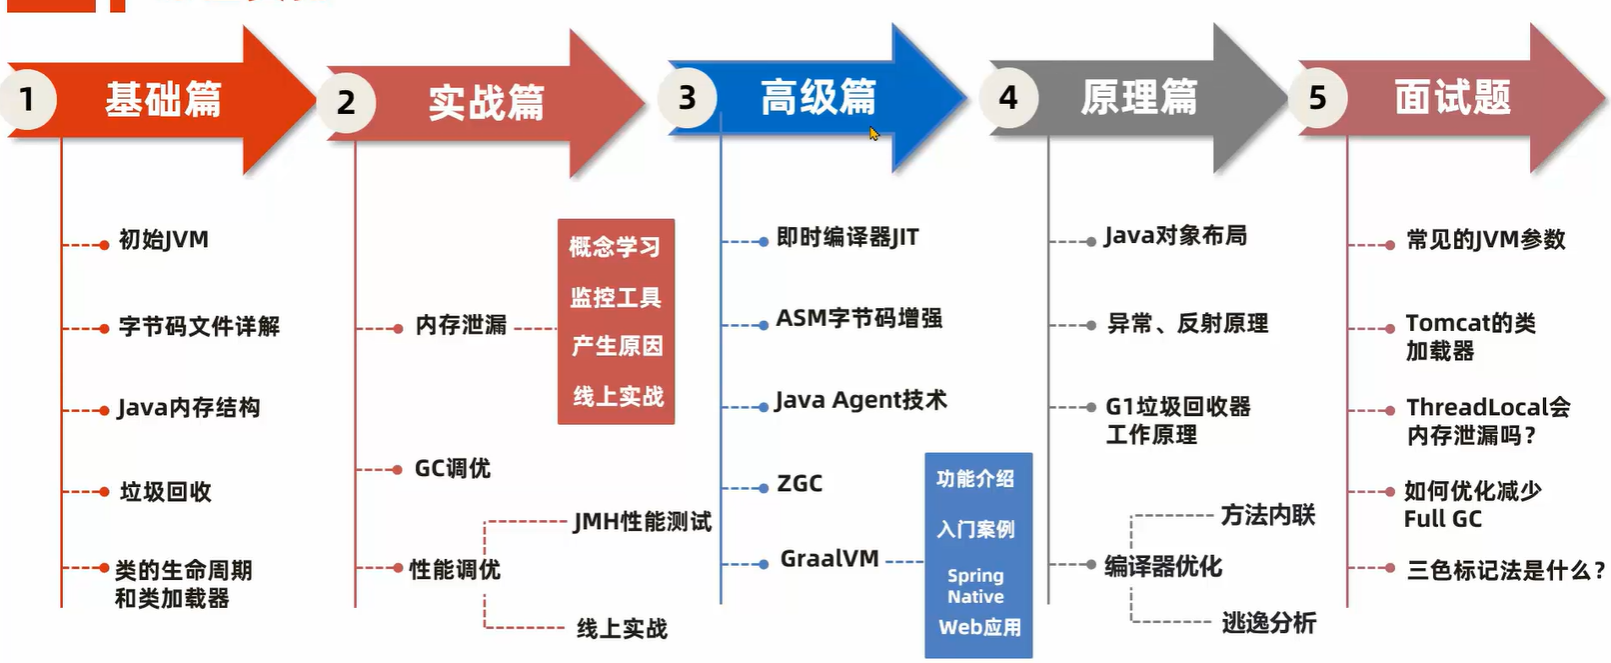 1
基础篇
初始JVM
字节码文件详解
Java内存结构
垃圾回收
类的生命周期
和类加载器
2
实战篇
内存泄漏
概念学习
监控工具
产生原因
线上实战
GC调优
性能调优
JMH性能测试
线上实战
3
高级篇
即时编译器JIT
ASM字节码增强
Java Agent技术
ZGC
GraalVM
功能介绍
入门案例
Spring
Native
Web应用
4
原理篇
Java对象布局
异常、反射原理
G1垃圾回收器
工作原理
编译器优化
方法内联
逃逸分析
5
面试题
常见的JVM参数
Tomcat的类
加载器
ThreadLocal会
内存泄漏吗？
如何优化减少
Full GC
三色标记法是什么？